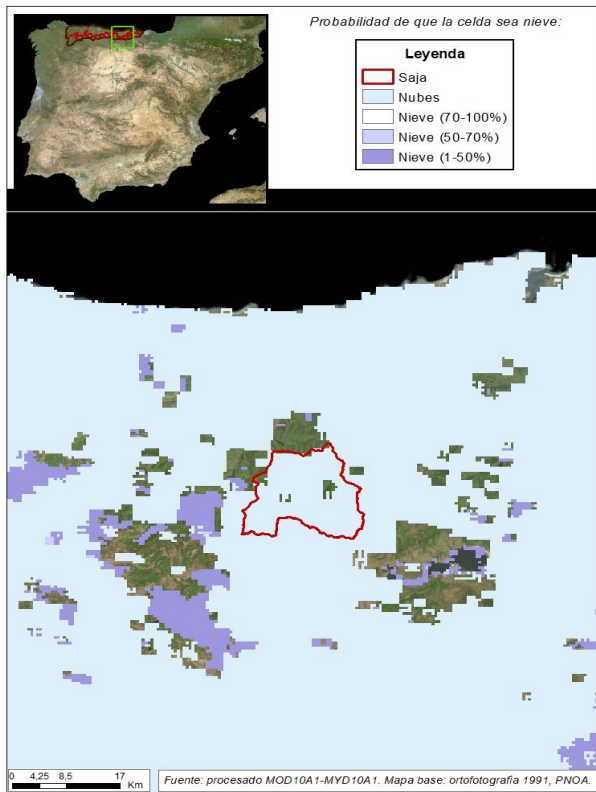 Probabilidad de que la celda sea nieve:
Leyenda
Saja
Nubes
Nieve (70-100%)
Nieve (50-70%)
Nieve (1-50%)
0 4,25 8,5 17
Km
Fuente: procesado MOD10A1-MYD10A1. Mapa base: ortofotografia 1991, PNOA.